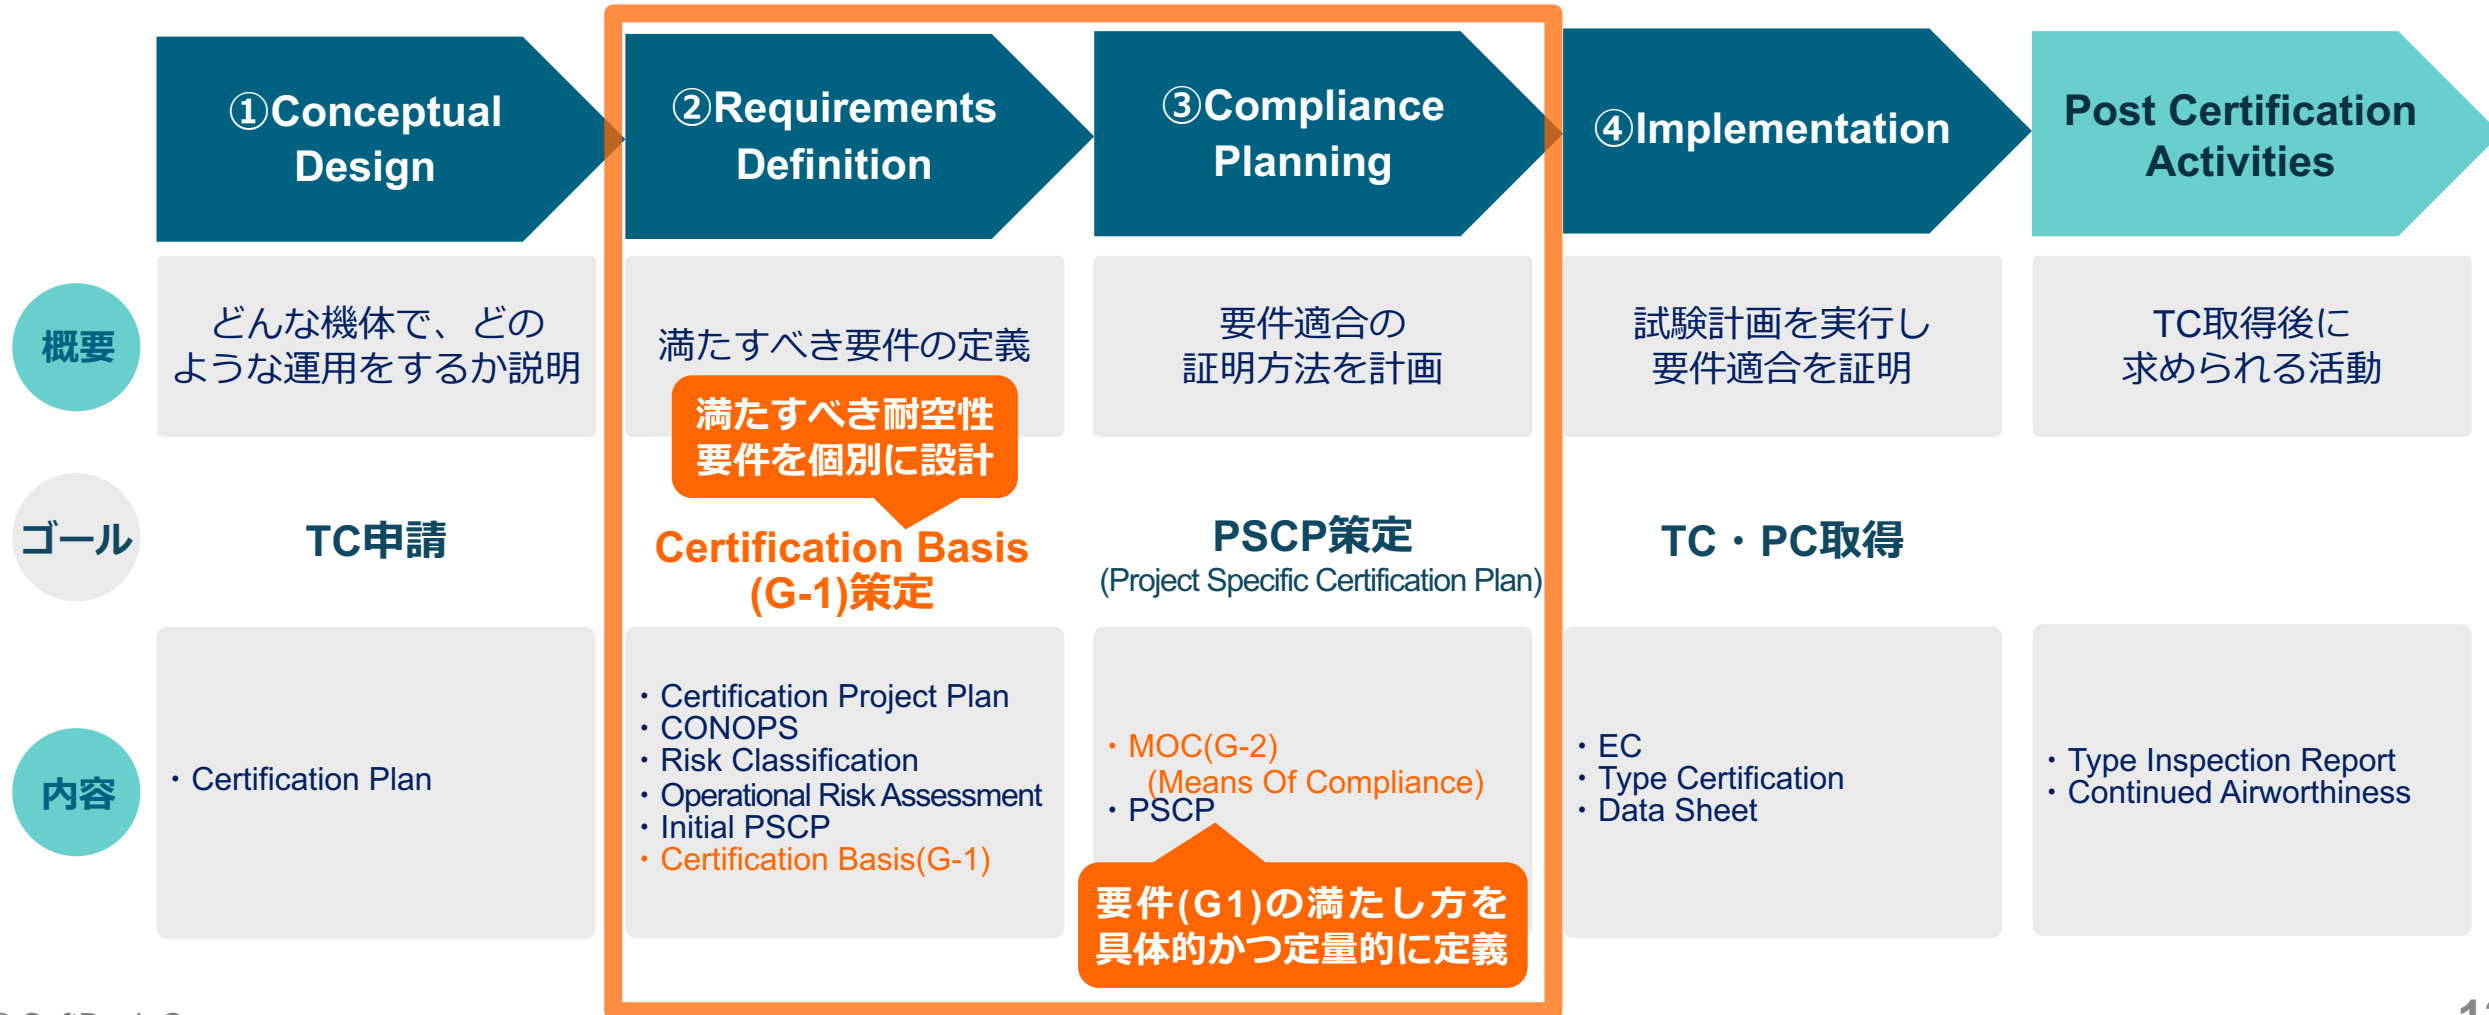 ①Conceptual
Design
②Requirements
Definition
③Compliance
Planning
④Implementation
Post Certification
Activities
概要
どんな機体で、どの
ような運用をするか説明
満たすべき要件の定義
要件適合の
証明方法を計画
試験計画を実行し
要件適合を証明
TC取得後に
求められる活動
満たすべき耐空性
要件を個別に設計
ゴール
TC申請
Certification Basis
(G-1)策定
PSCP策定
(Project Specific Certification Plan)
TC・PC取得
内容
・Certification Plan
・Certification Project Plan
・CONOPS
・Risk Classification
・Operational Risk Assessment
・Initial PSCP
・Certification Basis(G-1)
・MOC(G-2)
(Means Of Compliance)
・PSCP
要件(G1)の満たし方を
具体的かつ定量的に定義
・EC
・Type Certification
・Data Sheet
・Type Inspection Report
・Continued Airworthiness